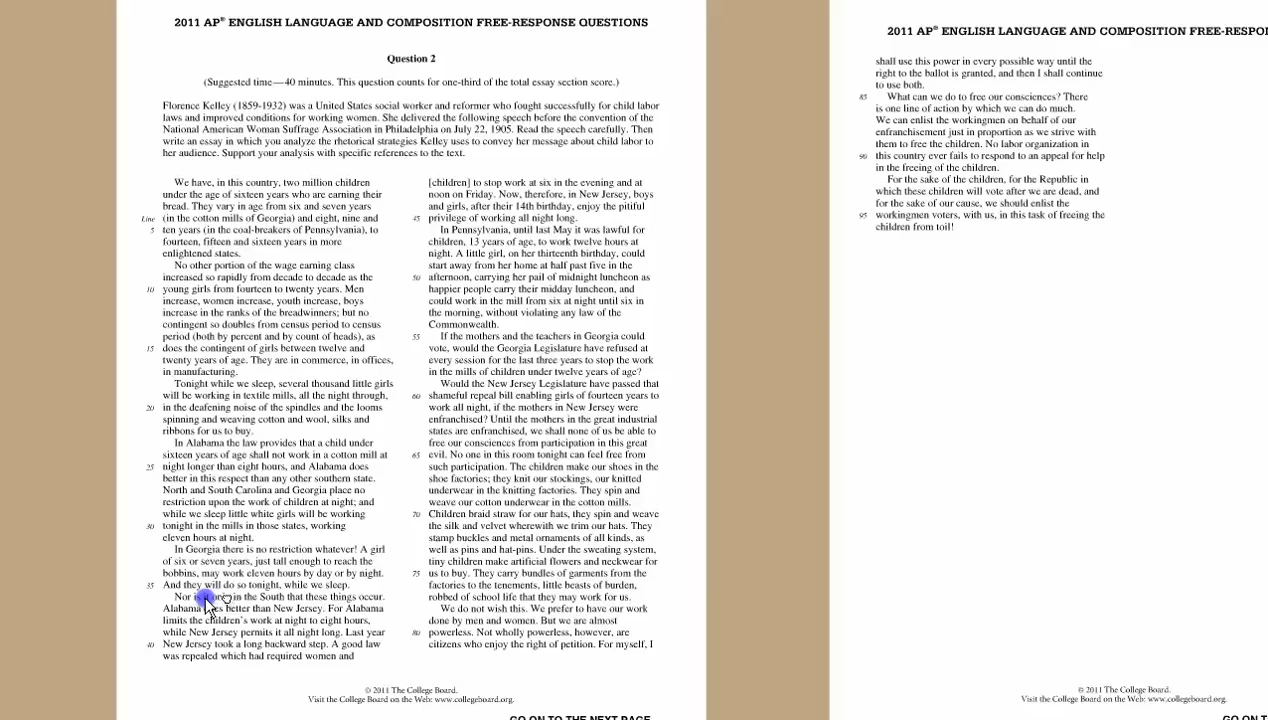 2011 AP® ENGLISH LANGUAGE AND COMPOSITION FREE-RESPONSE QUESTIONS
Question 2
(Suggested time—40 minutes. This question counts for one-third of the total essay section score.)
Florence Kelley (1859-1932) was a United States social worker and reformer who fought successfully for child labor
laws and improved conditions for working women. She delivered the following speech before the convention of the
National American Woman Suffrage Association in Philadelphia on July 22, 1905. Read the speech carefully. Then
write an essay in which you analyze the rhetorical strategies Kelley uses to convey her message about child labor to
her audience. Support your analysis with specific references to the text.
We have, in this country, two million children
under the age of sixteen years who are earning their
bread. They vary in age from six and seven years
Line (in the cotton mills of Georgia) and eight, nine and
5 ten years (in the coal-breakers of Pennsylvania), to
fourteen, fifteen and sixteen years in more
enlightened states.
No other portion of the wage earning class
increased so rapidly from decade to decade as the
10 young girls from fourteen to twenty years. Men
increase, women increase, youth increase, boys
increase in the ranks of the breadwinners; but no
contingent so doubles from census period to census
period (both by percent and by count of heads), as
15 does the contingent of girls between twelve and
twenty years of age. They are in commerce, in offices,
in manufacturing.
Tonight while we sleep, several thousand little girls
will be working in textile mills, all the night through,
20 in the deafening noise of the spindles and the looms
spinning and weaving cotton and wool, silks and
ribbons for us to buy.
In Alabama the law provides that a child under
sixteen years of age shall not work in a cotton mill at
25 night longer than eight hours, and Alabama does
better in this respect than any other southern state.
North and South Carolina and Georgia place no
restriction upon the work of children at night; and
while we sleep little white girls will be working
30 tonight in the mills in those states, working
eleven hours at night.
In Georgia there is no restriction whatever! A girl
of six or seven years, just tall enough to reach the
bobbins, may work eleven hours by day or by night.
35 And they will do so tonight, while we sleep.
Nor is it only in the South that these things occur.
Alabama does better than New Jersey. For Alabama
limits the children's work at night to eight hours,
while New Jersey permits it all night long. Last year
40 New Jersey took a long backward step. A good law
was repealed which had required women and
[children] to stop work at six in the evening and at
noon on Friday. Now, therefore, in New Jersey, boys
and girls, after their 14th birthday, enjoy the pitiful
45 privilege of working all night long.
In Pennsylvania, until last May it was lawful for
children, 13 years of age, to work twelve hours at
night. A little girl, on her thirteenth birthday, could
start away from her home at half past five in the
50 afternoon, carrying her pail of midnight luncheon as
happier people carry their midday luncheon, and
could work in the mill from six at night until six in
the morning, without violating any law of the
Commonwealth.
55 If the mothers and the teachers in Georgia could
vote, would the Georgia Legislature have refused at
every session for the last three years to stop the work
in the mills of children under twelve years of age?
Would the New Jersey Legislature have passed that
60 shameful repeal bill enabling girls of fourteen years to
work all night, if the mothers in New Jersey were
enfranchised? Until the mothers in the great industrial
states are enfranchised, we shall none of us be able to
free our consciences from participation in this great
65 evil. No one in this room tonight can feel free from
such participation. The children make our shoes in the
shoe factories; they knit our stockings, our knitted
underwear in the knitting factories. They spin and
weave our cotton underwear in the cotton mills.
70 Children braid straw for our hats, they spin and weave
the silk and velvet wherewith we trim our hats. They
stamp buckles and metal ornaments of all kinds, as
well as pins and hat-pins. Under the sweating system,
tiny children make artificial flowers and neckwear for
75 us to buy. They carry bundles of garments from the
factories to the tenements, little beasts of burden,
robbed of school life that they may work for us.
We do not wish this. We prefer to have our work
done by men and women. But we are almost
80 powerless. Not wholly powerless, however, are
citizens who enjoy the right of petition. For myself, I
© 2011 The College Board.
Visit the College Board on the Web: www.collegeboard.org.
GO ON TO THE NEXT PAGE
2011 AP® ENGLISH LANGUAGE AND COMPOSITION FREE-RESPO
shall use this power in every possible way until the
right to the ballot is granted, and then I shall continue
to use both.
85 What can we do to free our consciences? There
is one line of action by which we can do much.
We can enlist the workingmen on behalf of our
enfranchisement just in proportion as we strive with
them to free the children. No labor organization in
90 this country ever fails to respond to an appeal for help
in the freeing of the children.
For the sake of the children, for the Republic in
which these children will vote after we are dead, and
for the sake of our cause, we should enlist the
95 workingmen voters, with us, in this task of freeing the
children from toil!
© 2011 The College Board.
Visit the College Board on the Web: www.collegeboard.org.
GO ON T